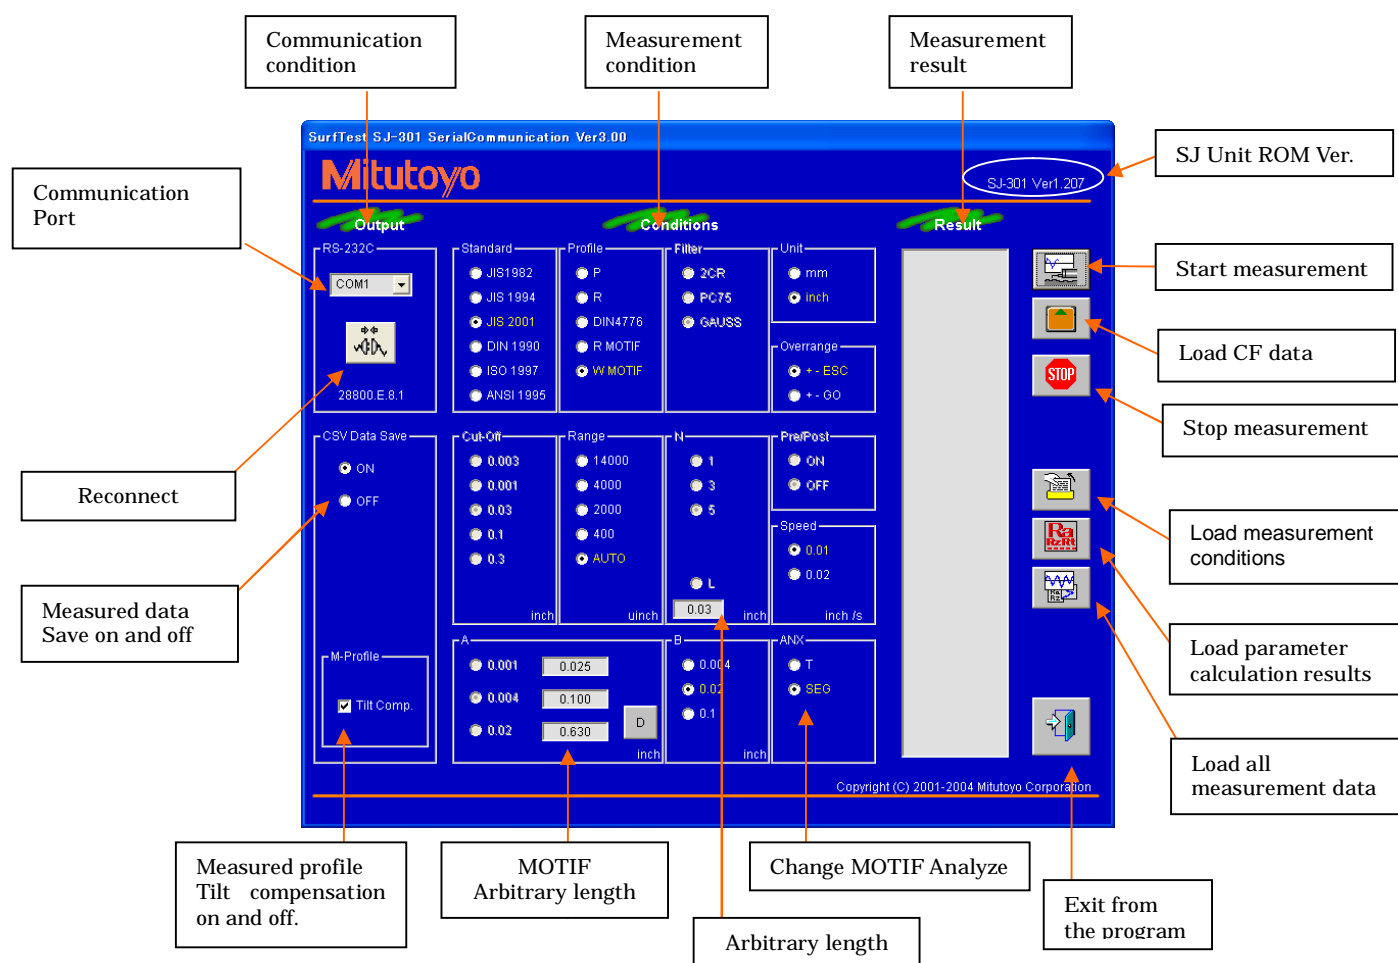 Communication
condition
Measurement
condition
Measurement
result
SurfTest SJ-301 SerialCommunication Ver3.00
Mitutoyo
SJ-301 Ver1.207
SJ Unit ROM Ver.
Communication
Port
Output
Conditions
Result
RS-232C
COM1
28800.E.8.1
Reconnect
Standard
JIS1982
JIS 1994
JIS 2001
DIN 1990
ISO 1997
ANSI 1995
Profile
P
R
DIN4776
R MOTIF
W MOTIF
Filter
2CR
PC75
GAUSS
Unit
mm
inch
Overrange
+ - ESC
+ - GO
Start measurement
Load CF data
STOP
Stop measurement
CSV Data Save
ON
OFF
Measured data
Save on and off
Cut-Off
0.003
0.001
0.03
0.1
0.3
inch
Range
14000
4000
2000
400
AUTO
uinch
N
1
3
5
L
0.03
inch
Pre/Post
ON
OFF
Speed
0.01
0.02
inch /s
Load measurement
conditions
Ra
RzRt
Load parameter
calculation results
Ra
Rz
Load all
measurement data
M-Profile
Tilt Comp.
A
0.001 0.025
0.004 0.100
0.02 0.630
D
inch
B
0.004
0.02
0.1
inch
ANX
T
SEG
Copyright (C) 2001-2004 Mitutoyo Corporation
Measured profile
Tilt compensation
on and off.
MOTIF
Arbitrary length
Change MOTIF Analyze
Arbitrary length
Exit from
the program